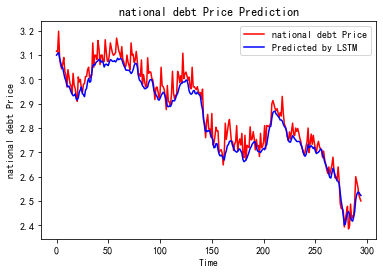 national debt Price Prediction
national debt Price
Predicted by LSTM
3.2
3.1
3.0
2.9
2.8
2.7
2.6
2.5
2.4
national debt Price
0 50 100 150 200 250 300
Time